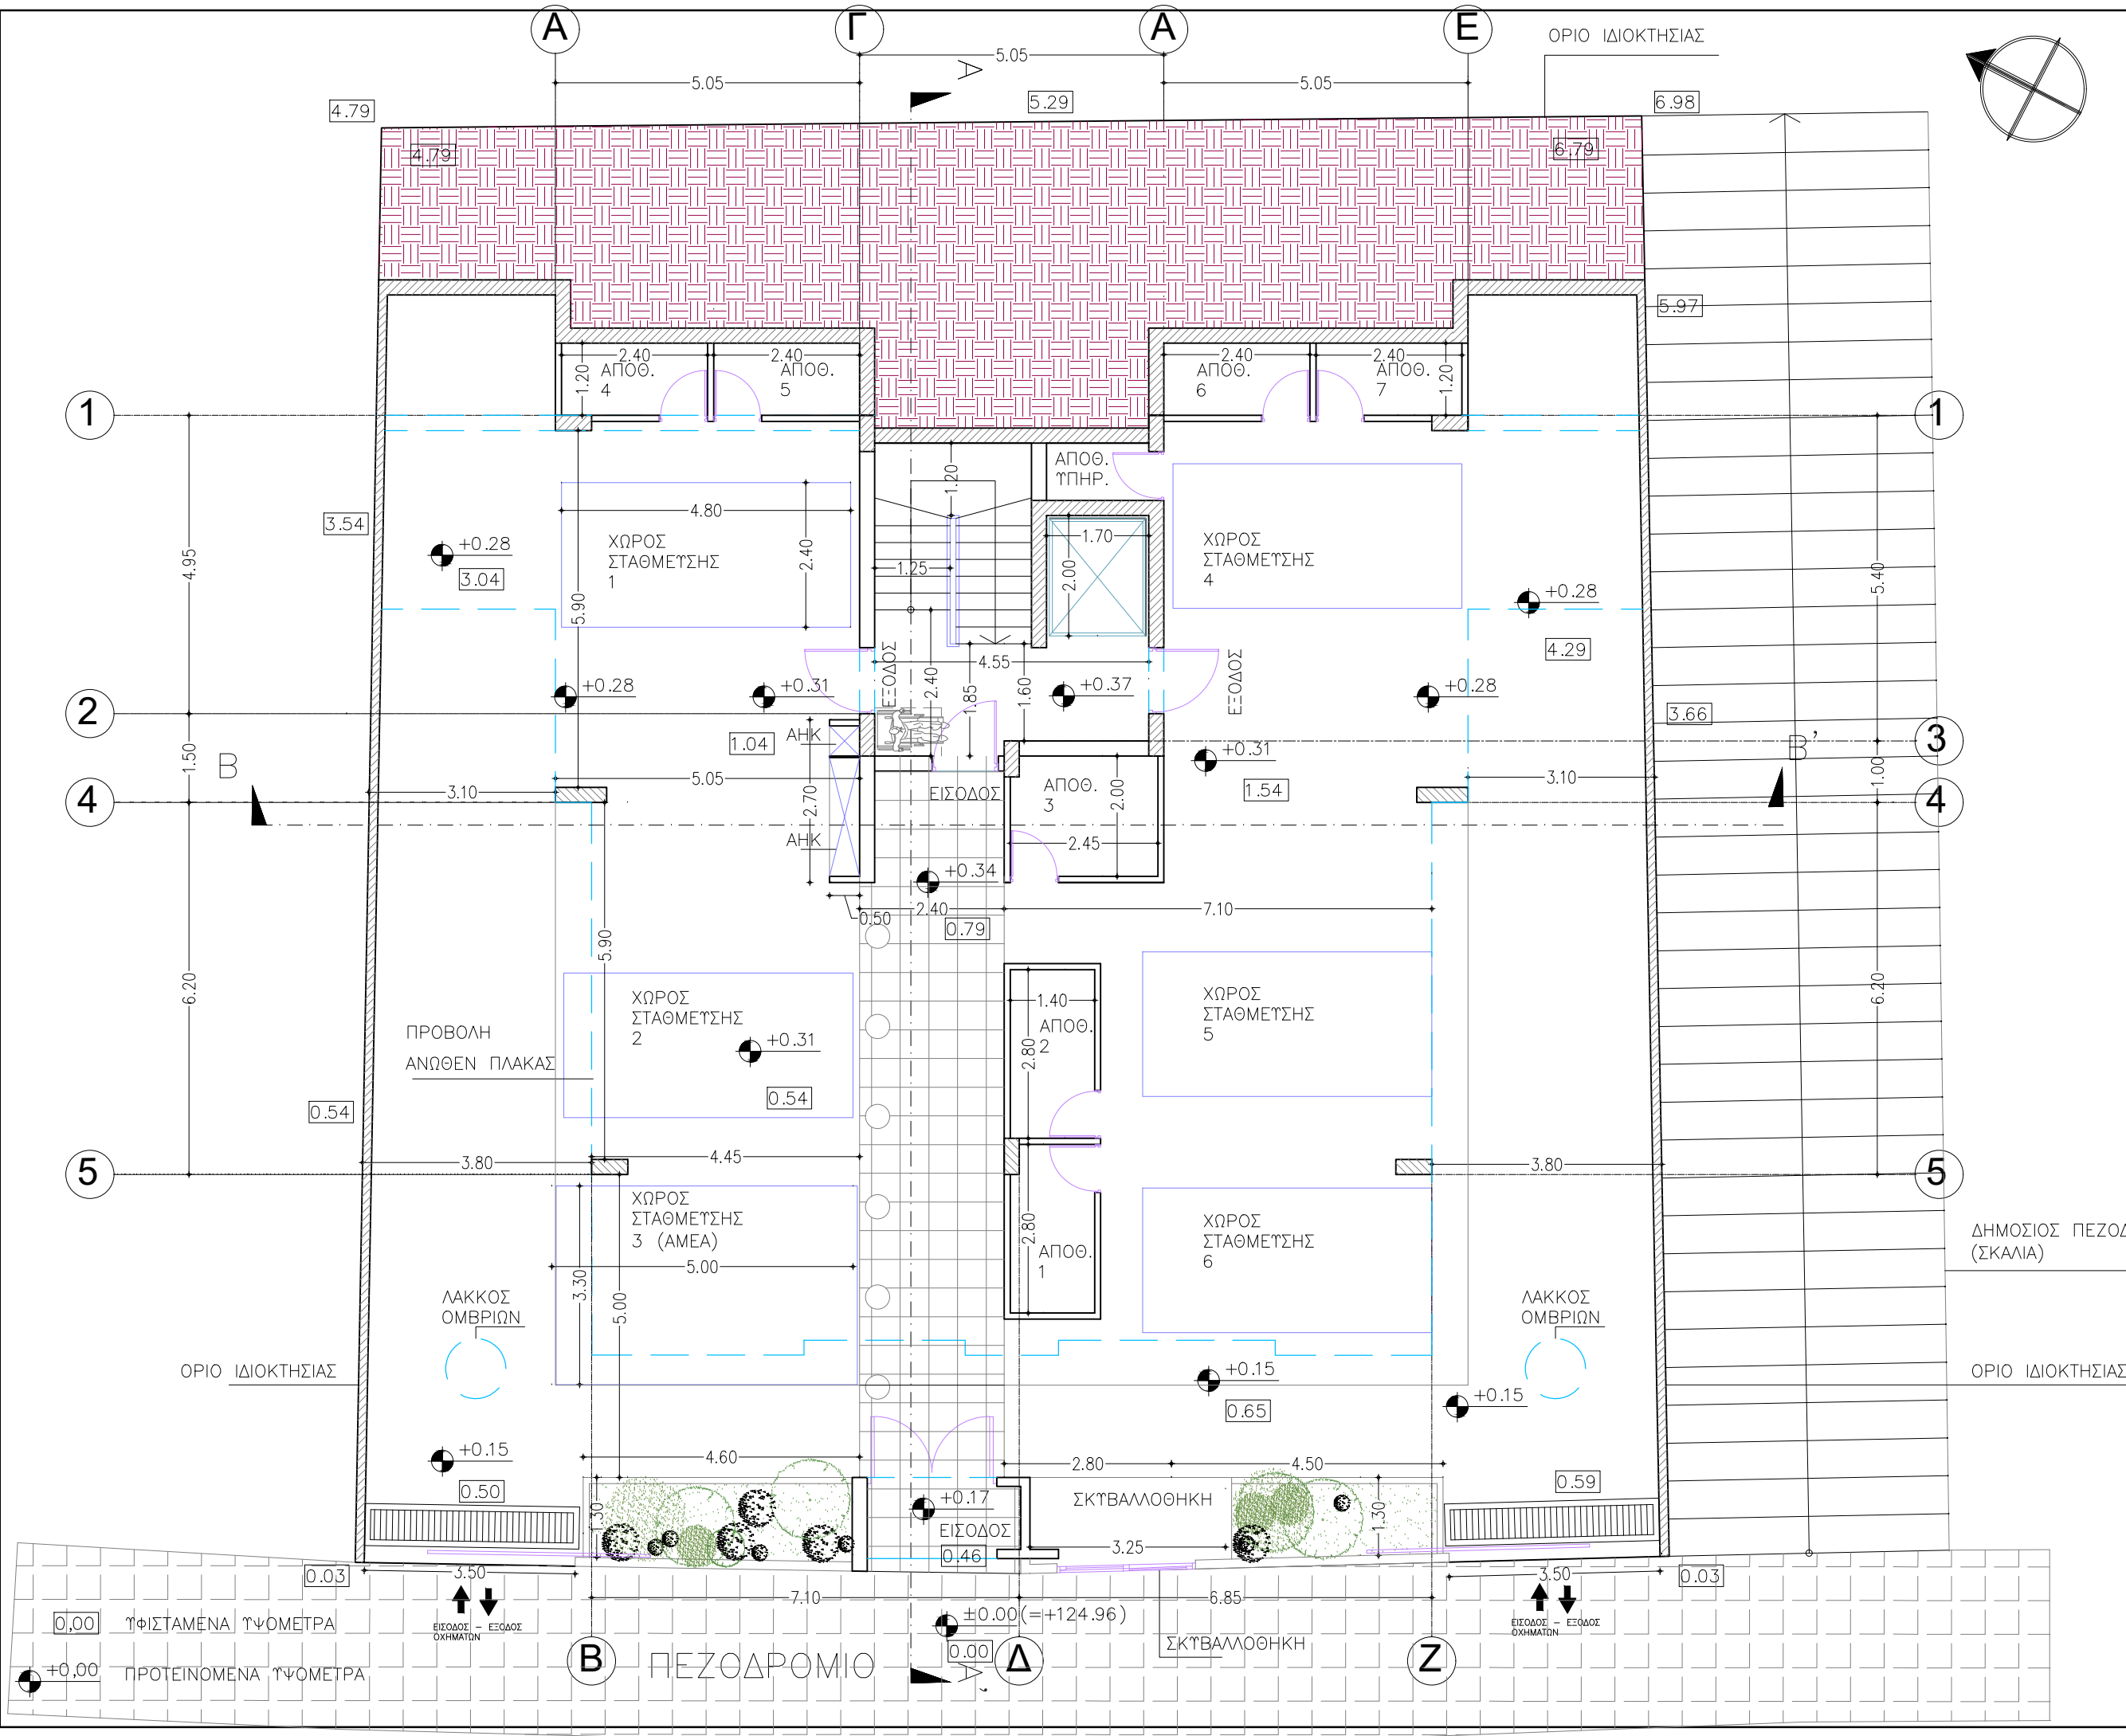 Α
Γ
Α
Ε
ΟΡΙΟ ΙΔΙΟΚΤΗΣΙΑΣ
5.05
5.05
5.05
Α
4.79
5.29
6.98
4.79
6.79
5.97
2.40
2.40
2.40
2.40
1.20
ΑΠΟΘ.
4
ΑΠΟΘ.
5
ΑΠΟΘ.
6
ΑΠΟΘ.
7
1.20
1
1
1.20
ΑΠΟΘ.
ΥΠΗΡ.
3.54
4.80
+0.28
3.04
ΧΩΡΟΣ
ΣΤΑΘΜΕΥΣΗΣ
1
2.40
1.25
1.70
2.00
ΧΩΡΟΣ
ΣΤΑΘΜΕΥΣΗΣ
4
+0.28
4.29
4.95
5.90
5.40
ΕΞΟΔΟΣ
4.55
ΕΞΟΔΟΣ
2.40
1.85
1.60
+0.28
+0.31
+0.37
+0.28
2
3.66
1.04
ΑΗΚ
+0.31
3
Β
Β'
1.50
5.05
3.10
2.70
ΕΙΣΟΔΟΣ
ΑΠΟΘ.
3
2.00
1.54
3.10
1.00
4
4
ΑΗΚ
2.45
+0.34
0.50
2.40
7.10
0.79
5.90
6.20
6.20
ΧΩΡΟΣ
ΣΤΑΘΜΕΥΣΗΣ
2
+0.31
1.40
ΑΠΟΘ.
2
2.80
ΧΩΡΟΣ
ΣΤΑΘΜΕΥΣΗΣ
5
ΠΡΟΒΟΛΗ
ΑΝΩΘΕΝ ΠΛΑΚΑΣ
0.54
0.54
5
3.80
4.45
3.80
5
ΧΩΡΟΣ
ΣΤΑΘΜΕΥΣΗΣ
3 (ΑΜΕΑ)
5.00
3.30
5.00
2.80
ΑΠΟΘ.
1
ΧΩΡΟΣ
ΣΤΑΘΜΕΥΣΗΣ
6
ΔΗΜΟΣΙΟΣ ΠΕΖΟΔ
(ΣΚΑΛΙΑ)
ΛΑΚΚΟΣ
ΟΜΒΡΙΩΝ
ΛΑΚΚΟΣ
ΟΜΒΡΙΩΝ
ΟΡΙΟ ΙΔΙΟΚΤΗΣΙΑΣ
+0.15
0.65
+0.15
ΟΡΙΟ ΙΔΙΟΚΤΗΣΙΑΣ
+0.15
0.50
4.60
2.80
4.50
0.59
1.30
+0.17
ΕΙΣΟΔΟΣ
0.46
ΣΚΥΒΑΛΛΟΘΗΚΗ
3.25
1.30
0.03
3.50
3.50
0.03
7.10
6.85
ΕΙΣΟΔΟΣ – ΕΞΟΔΟΣ
ΟΧΗΜΑΤΩΝ
ΕΙΣΟΔΟΣ – ΕΞΟΔΟΣ
ΟΧΗΜΑΤΩΝ
0,00 ΥΦΙΣΤΑΜΕΝΑ ΥΨΟΜΕΤΡΑ
+0,00 ΠΡΟΤΕΙΝΟΜΕΝΑ ΥΨΟΜΕΤΡΑ
±0.00(=+124.96)
0.00
ΣΚΥΒΑΛΛΟΘΗΚΗ
Β
ΠΕΖΟΔΡΟΜΙΟ
Α'
Δ
Ζ